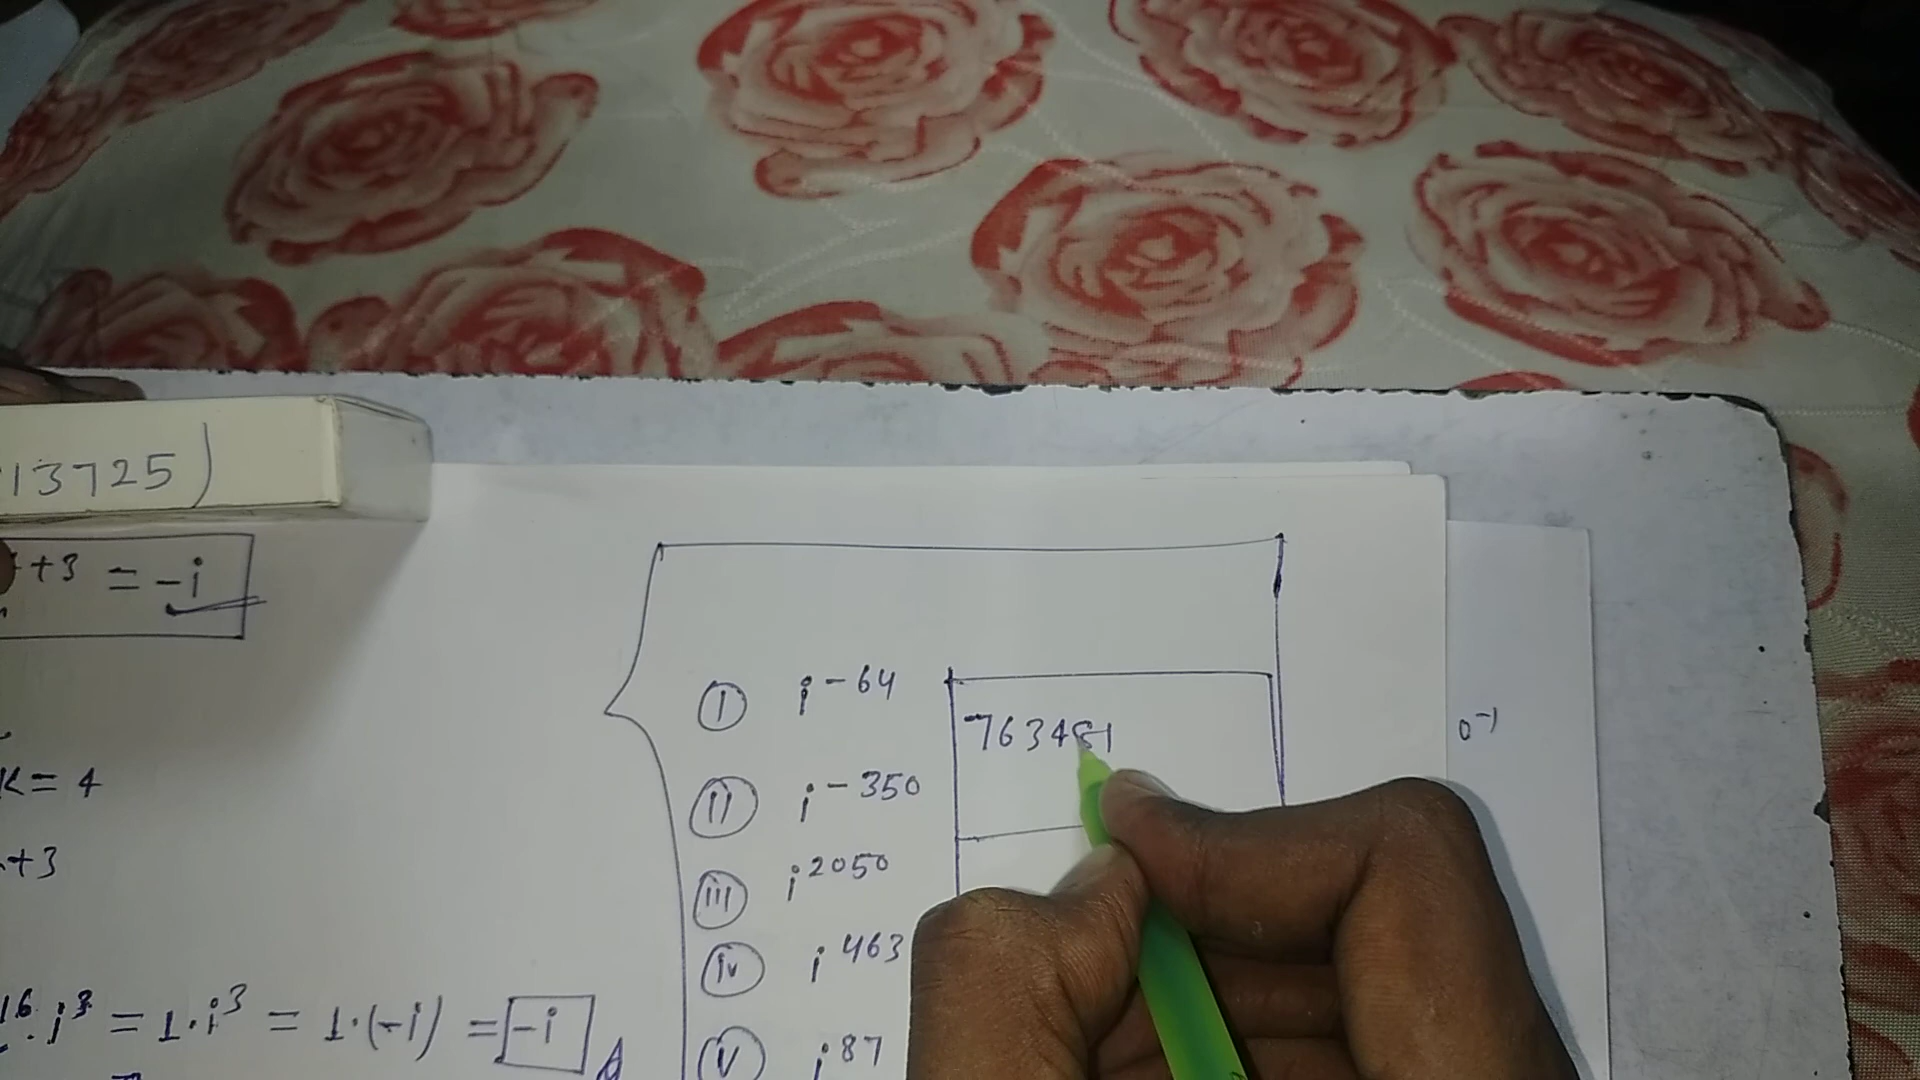 13725)
+3 = -i
K = 4
+3
16 . i³ = 1 · i³ = 1 · (-i) = -i
① i⁻⁶⁴
ⅱ i⁻³⁵⁰
ⅲ i²⁰⁵⁰
ⅳ i⁴⁶³
ⅴ i⁸⁷
763481
0⁻¹